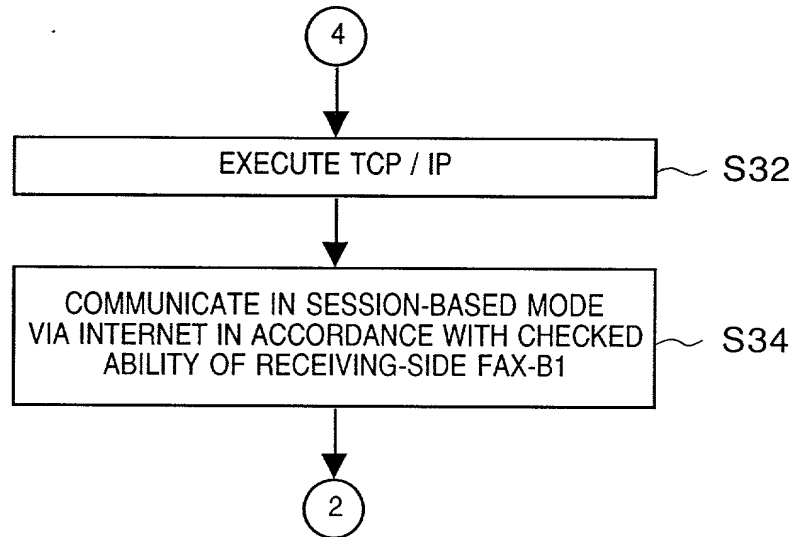 4
EXECUTE TCP / IP
S32
COMMUNICATE IN SESSION-BASED MODE
VIA INTERNET IN ACCORDANCE WITH CHECKED
ABILITY OF RECEIVING-SIDE FAX-B1
S34
2